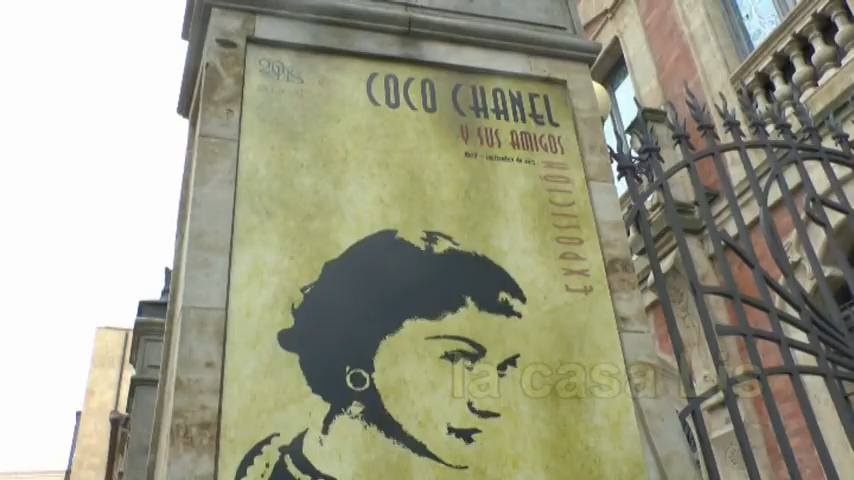 COCO CHANEL
Y SUS AMIGOS
EXPOSICIÓN
la casa Lis